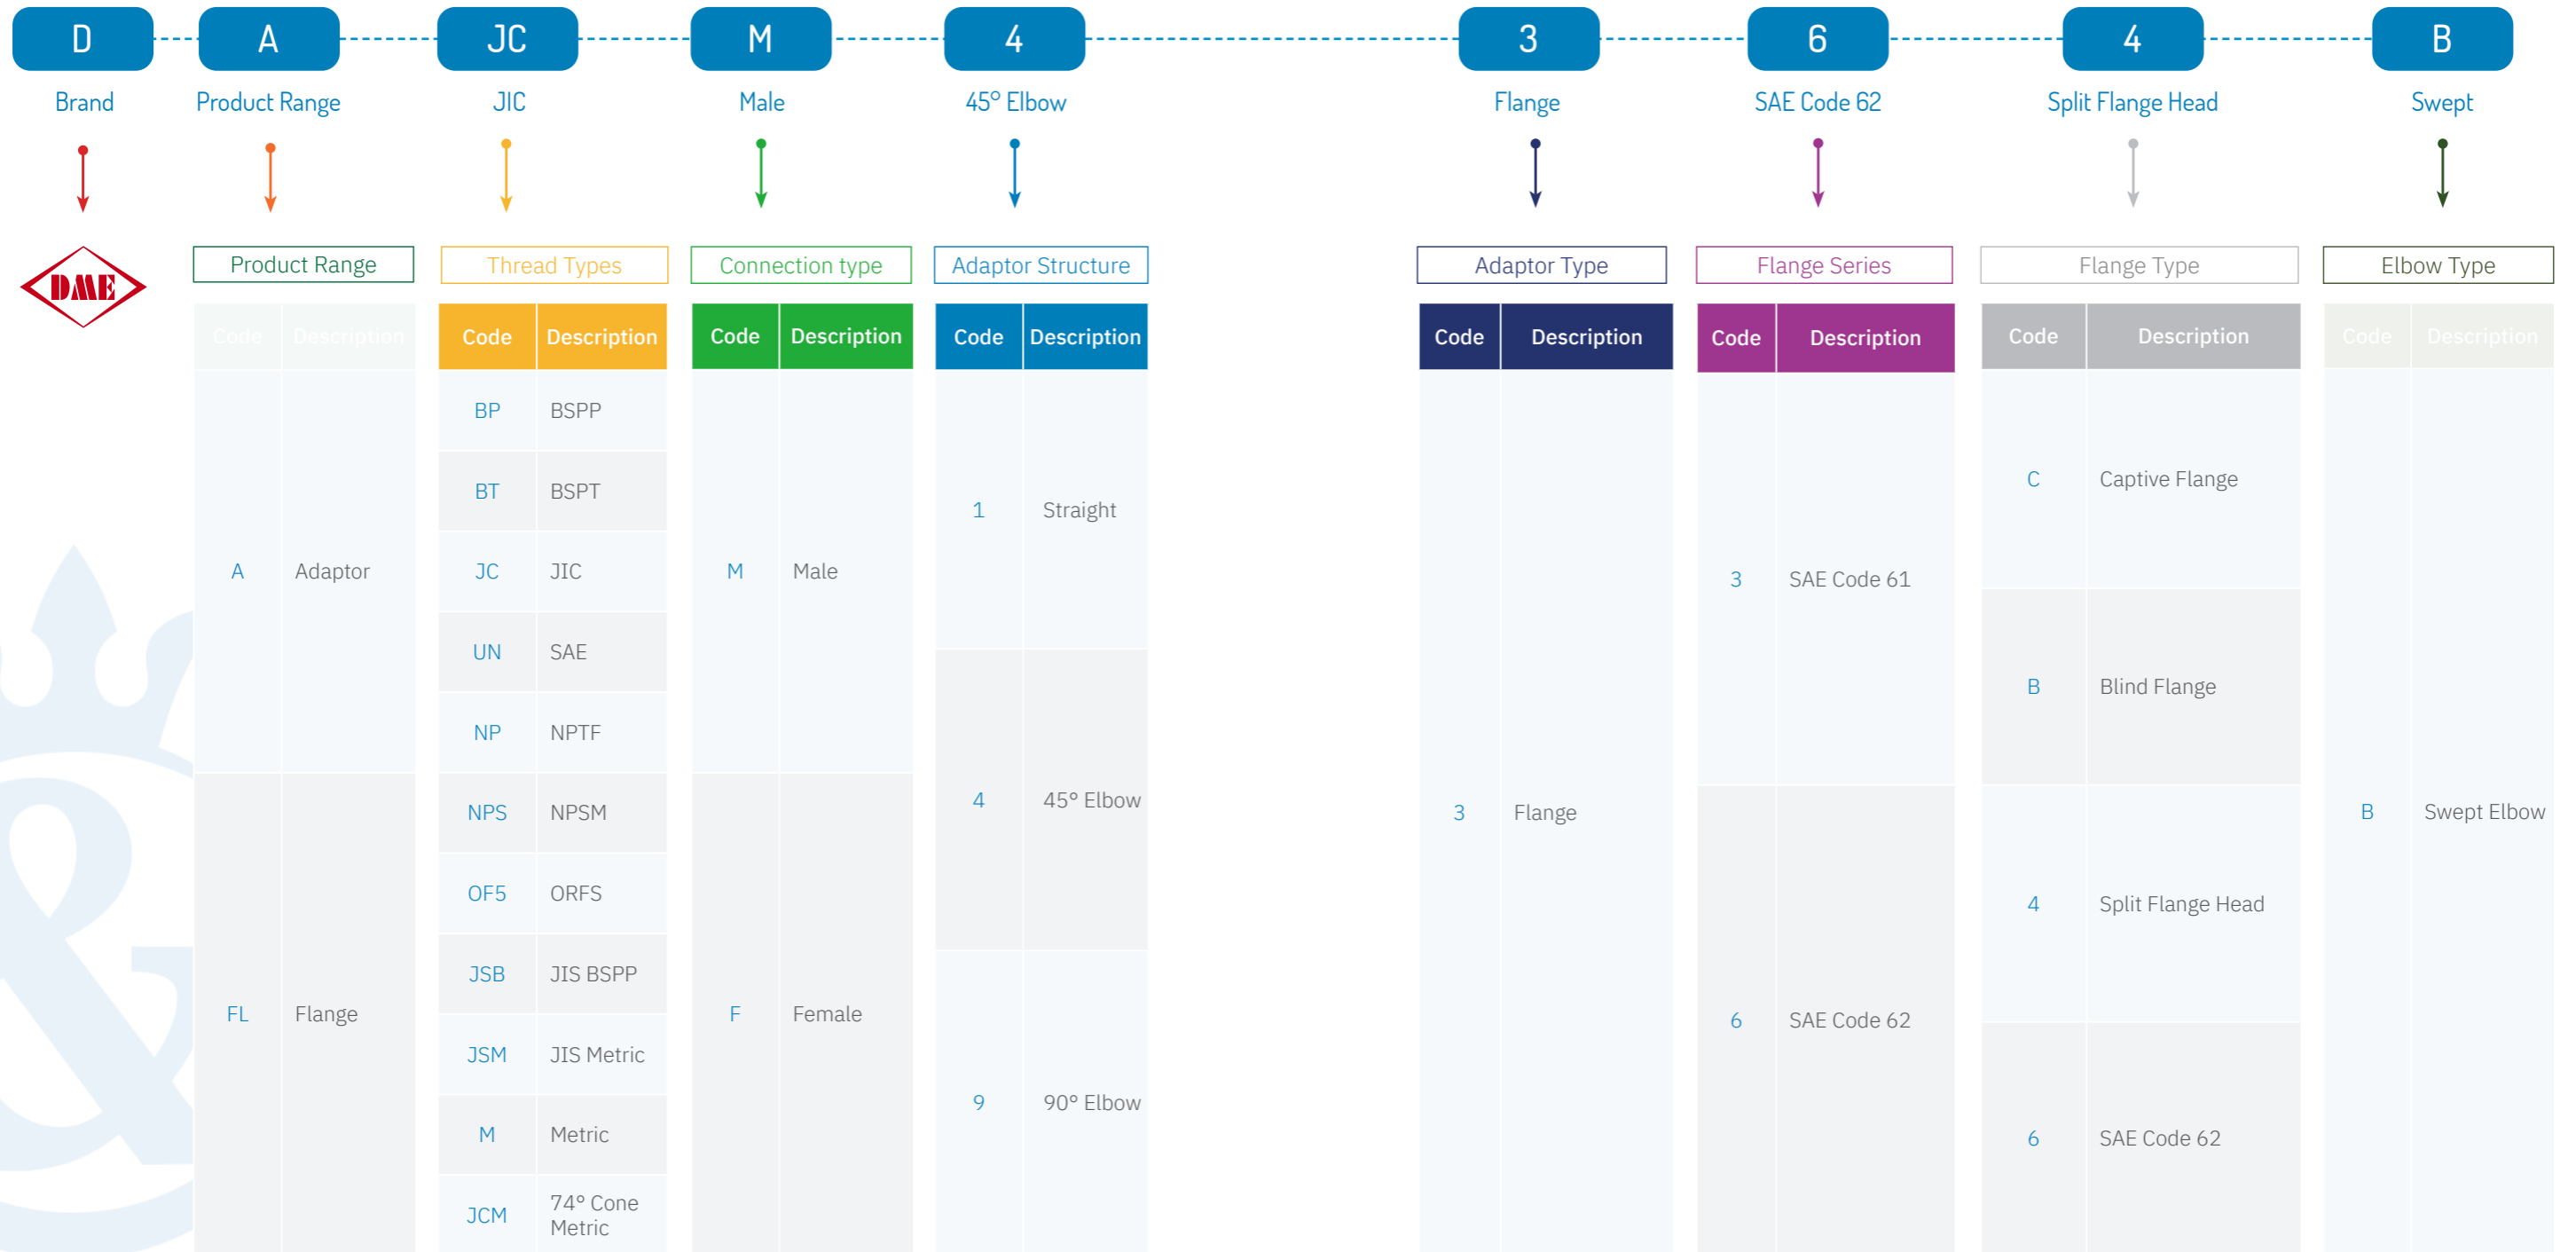 D A JC M 4 3 6 4 B
Brand Product Range JIC Male 45° Elbow Flange SAE Code 62 Split Flange Head Swept
DME
Product Range
Code Description
A Adaptor
FL Flange
Thread Types
Code Description
BP BSPP
BT BSPT
JC JIC
UN SAE
NP NPTF
NPS NPSM
OF5 ORFS
JSB JIS BSPP
JSM JIS Metric
M Metric
JCM 74° Cone
Metric
Connection type
Code Description
M Male
F Female
Adaptor Structure
Code Description
1 Straight
4 45° Elbow
9 90° Elbow
Adaptor Type
Code Description
3 Flange
Flange Series
Code Description
3 SAE Code 61
6 SAE Code 62
Flange Type
Code Description
C Captive Flange
B Blind Flange
4 Split Flange Head
6 SAE Code 62
Elbow Type
Code Description
B Swept Elbow
&